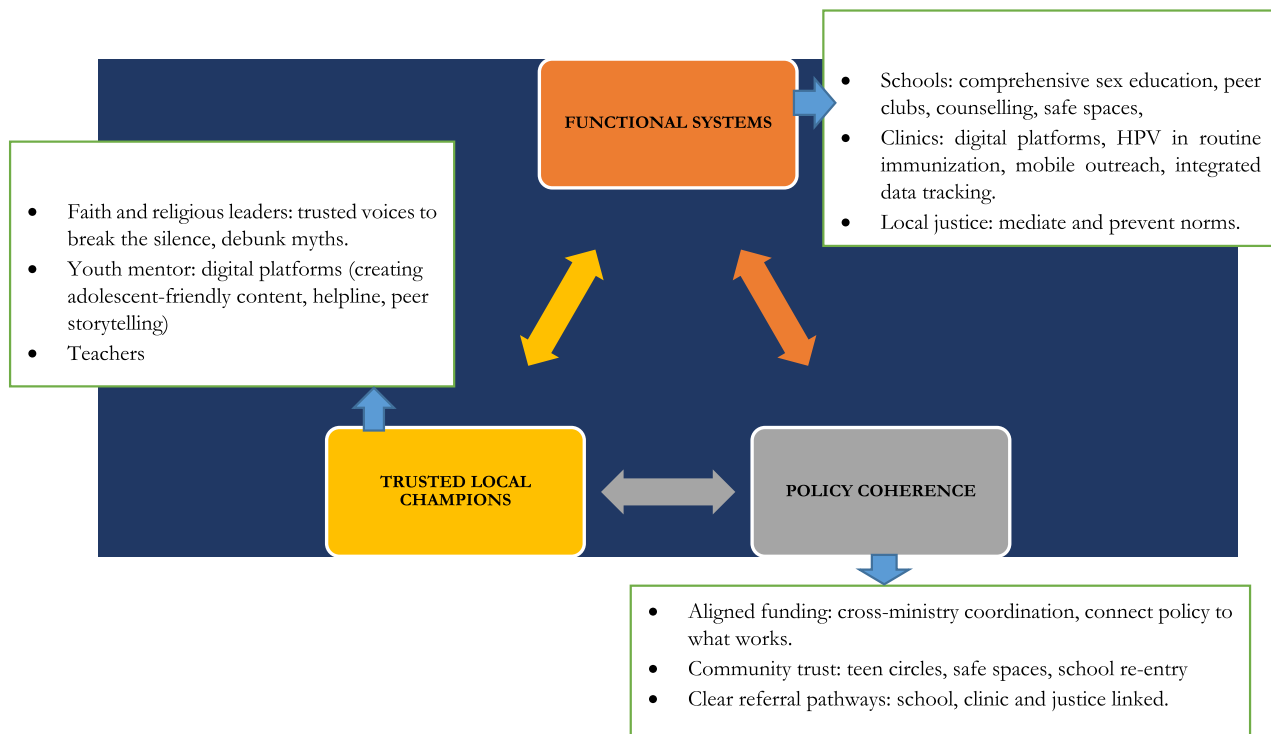 FUNCTIONAL SYSTEMS
• Schools: comprehensive sex education, peer
clubs, counselling, safe spaces,
• Clinics: digital platforms, HPV in routine
immunization, mobile outreach, integrated
data tracking.
• Local justice: mediate and prevent norms.
• Faith and religious leaders: trusted voices to
break the silence, debunk myths.
• Youth mentor: digital platforms (creating
adolescent-friendly content, helpline, peer
storytelling)
• Teachers
TRUSTED LOCAL
CHAMPIONS
POLICY COHERENCE
• Aligned funding: cross-ministry coordination, connect policy to
what works.
• Community trust: teen circles, safe spaces, school re-entry
• Clear referral pathways: school, clinic and justice linked.